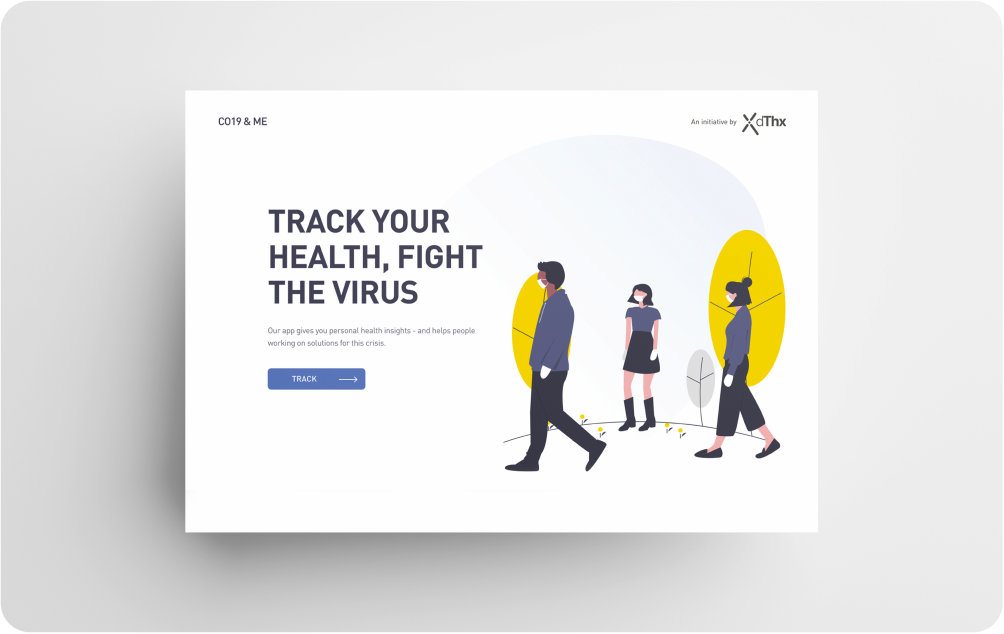 CO19 & ME
An initiative by XdThx
TRACK YOUR
HEALTH, FIGHT
THE VIRUS
Our app gives you personal health insights - and helps people
working on solutions for this crisis.
TRACK